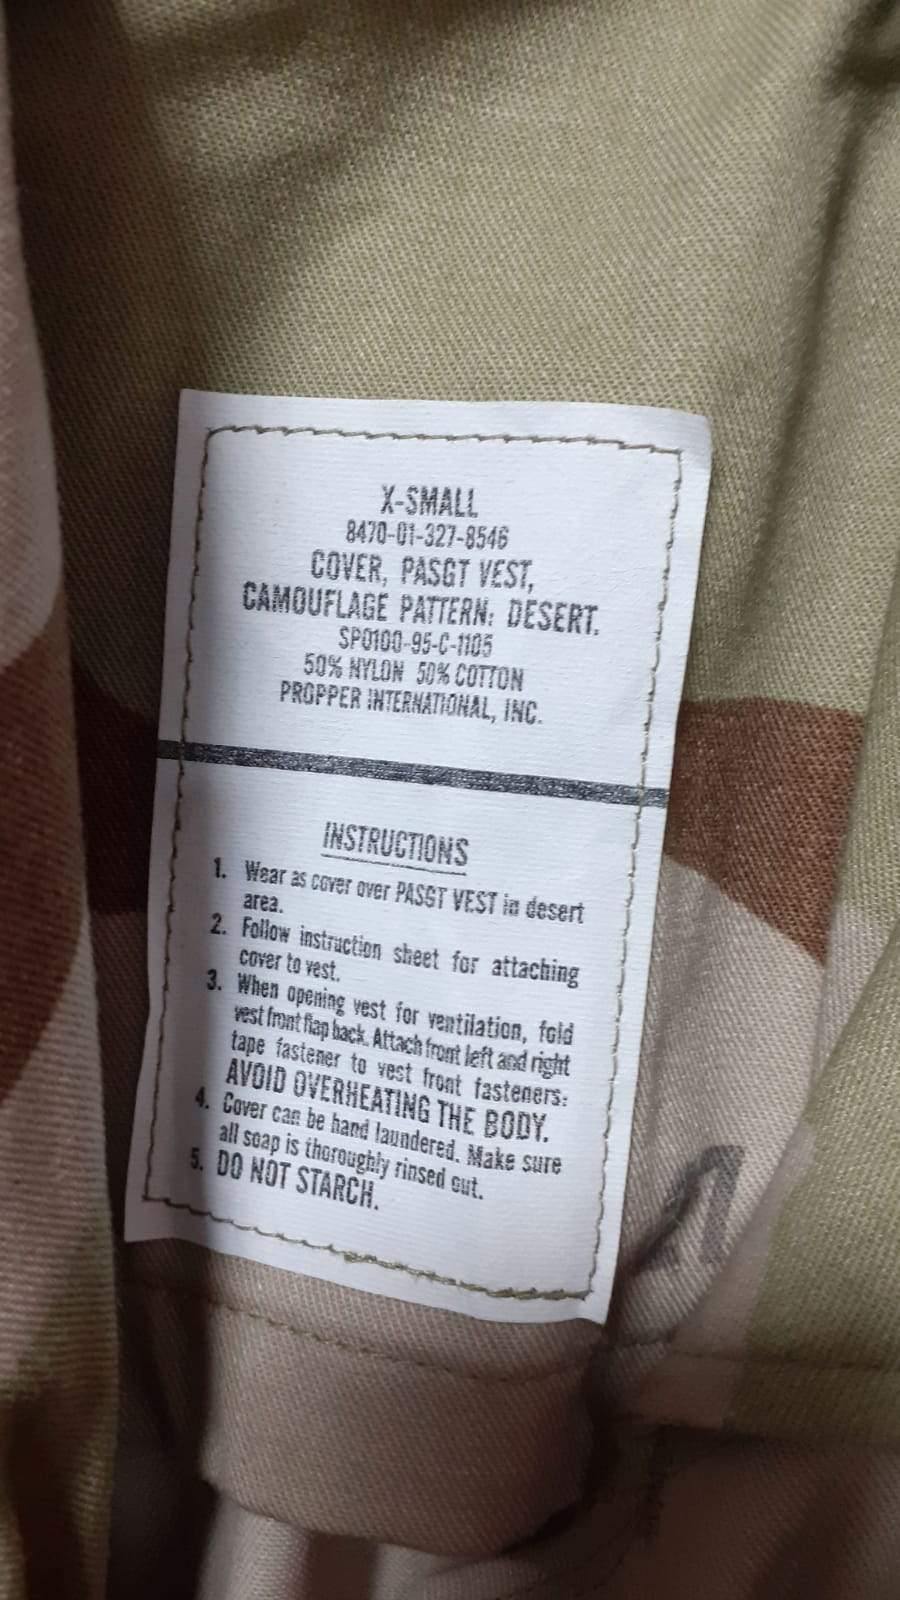 X-SMALL
8470-01-327-8546
COVER, PASGT VEST,
CAMOUFLAGE PATTERN: DESERT.
SPO100-95-C-1105
50% NYLON 50% COTTON
PROPPER INTERNATIONAL, INC.
INSTRUCTIONS
1. Wear as cover over PASGT VEST in desert
area.
2. Follow instruction sheet for attaching
cover to vest.
3. When opening vest for ventilation, fold
vest front flap back. Attach front left and right
tape fastener to vest front fasteners:
AVOID OVERHEATING THE BODY.
4. Cover can be hand laundered. Make sure
all soap is thoroughly rinsed out.
5. DO NOT STARCH.